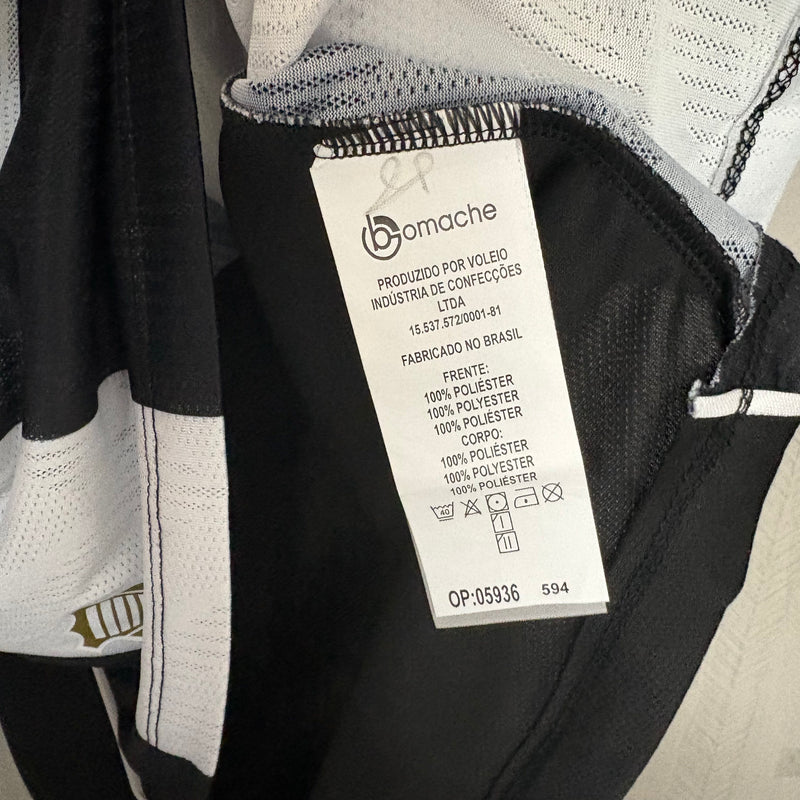 bomache
PRODUZIDO POR VOLEIO
INDÚSTRIA DE CONFECÇÕES
LTDA
15.537.572/0001-81
FABRICADO NO BRASIL
FRENTE:
100% POLIÉSTER
100% POLYESTER
100% POLIÉSTER
CORPO:
100% POLIÉSTER
100% POLYESTER
100% POLIÉSTER
40
OP:05936 594